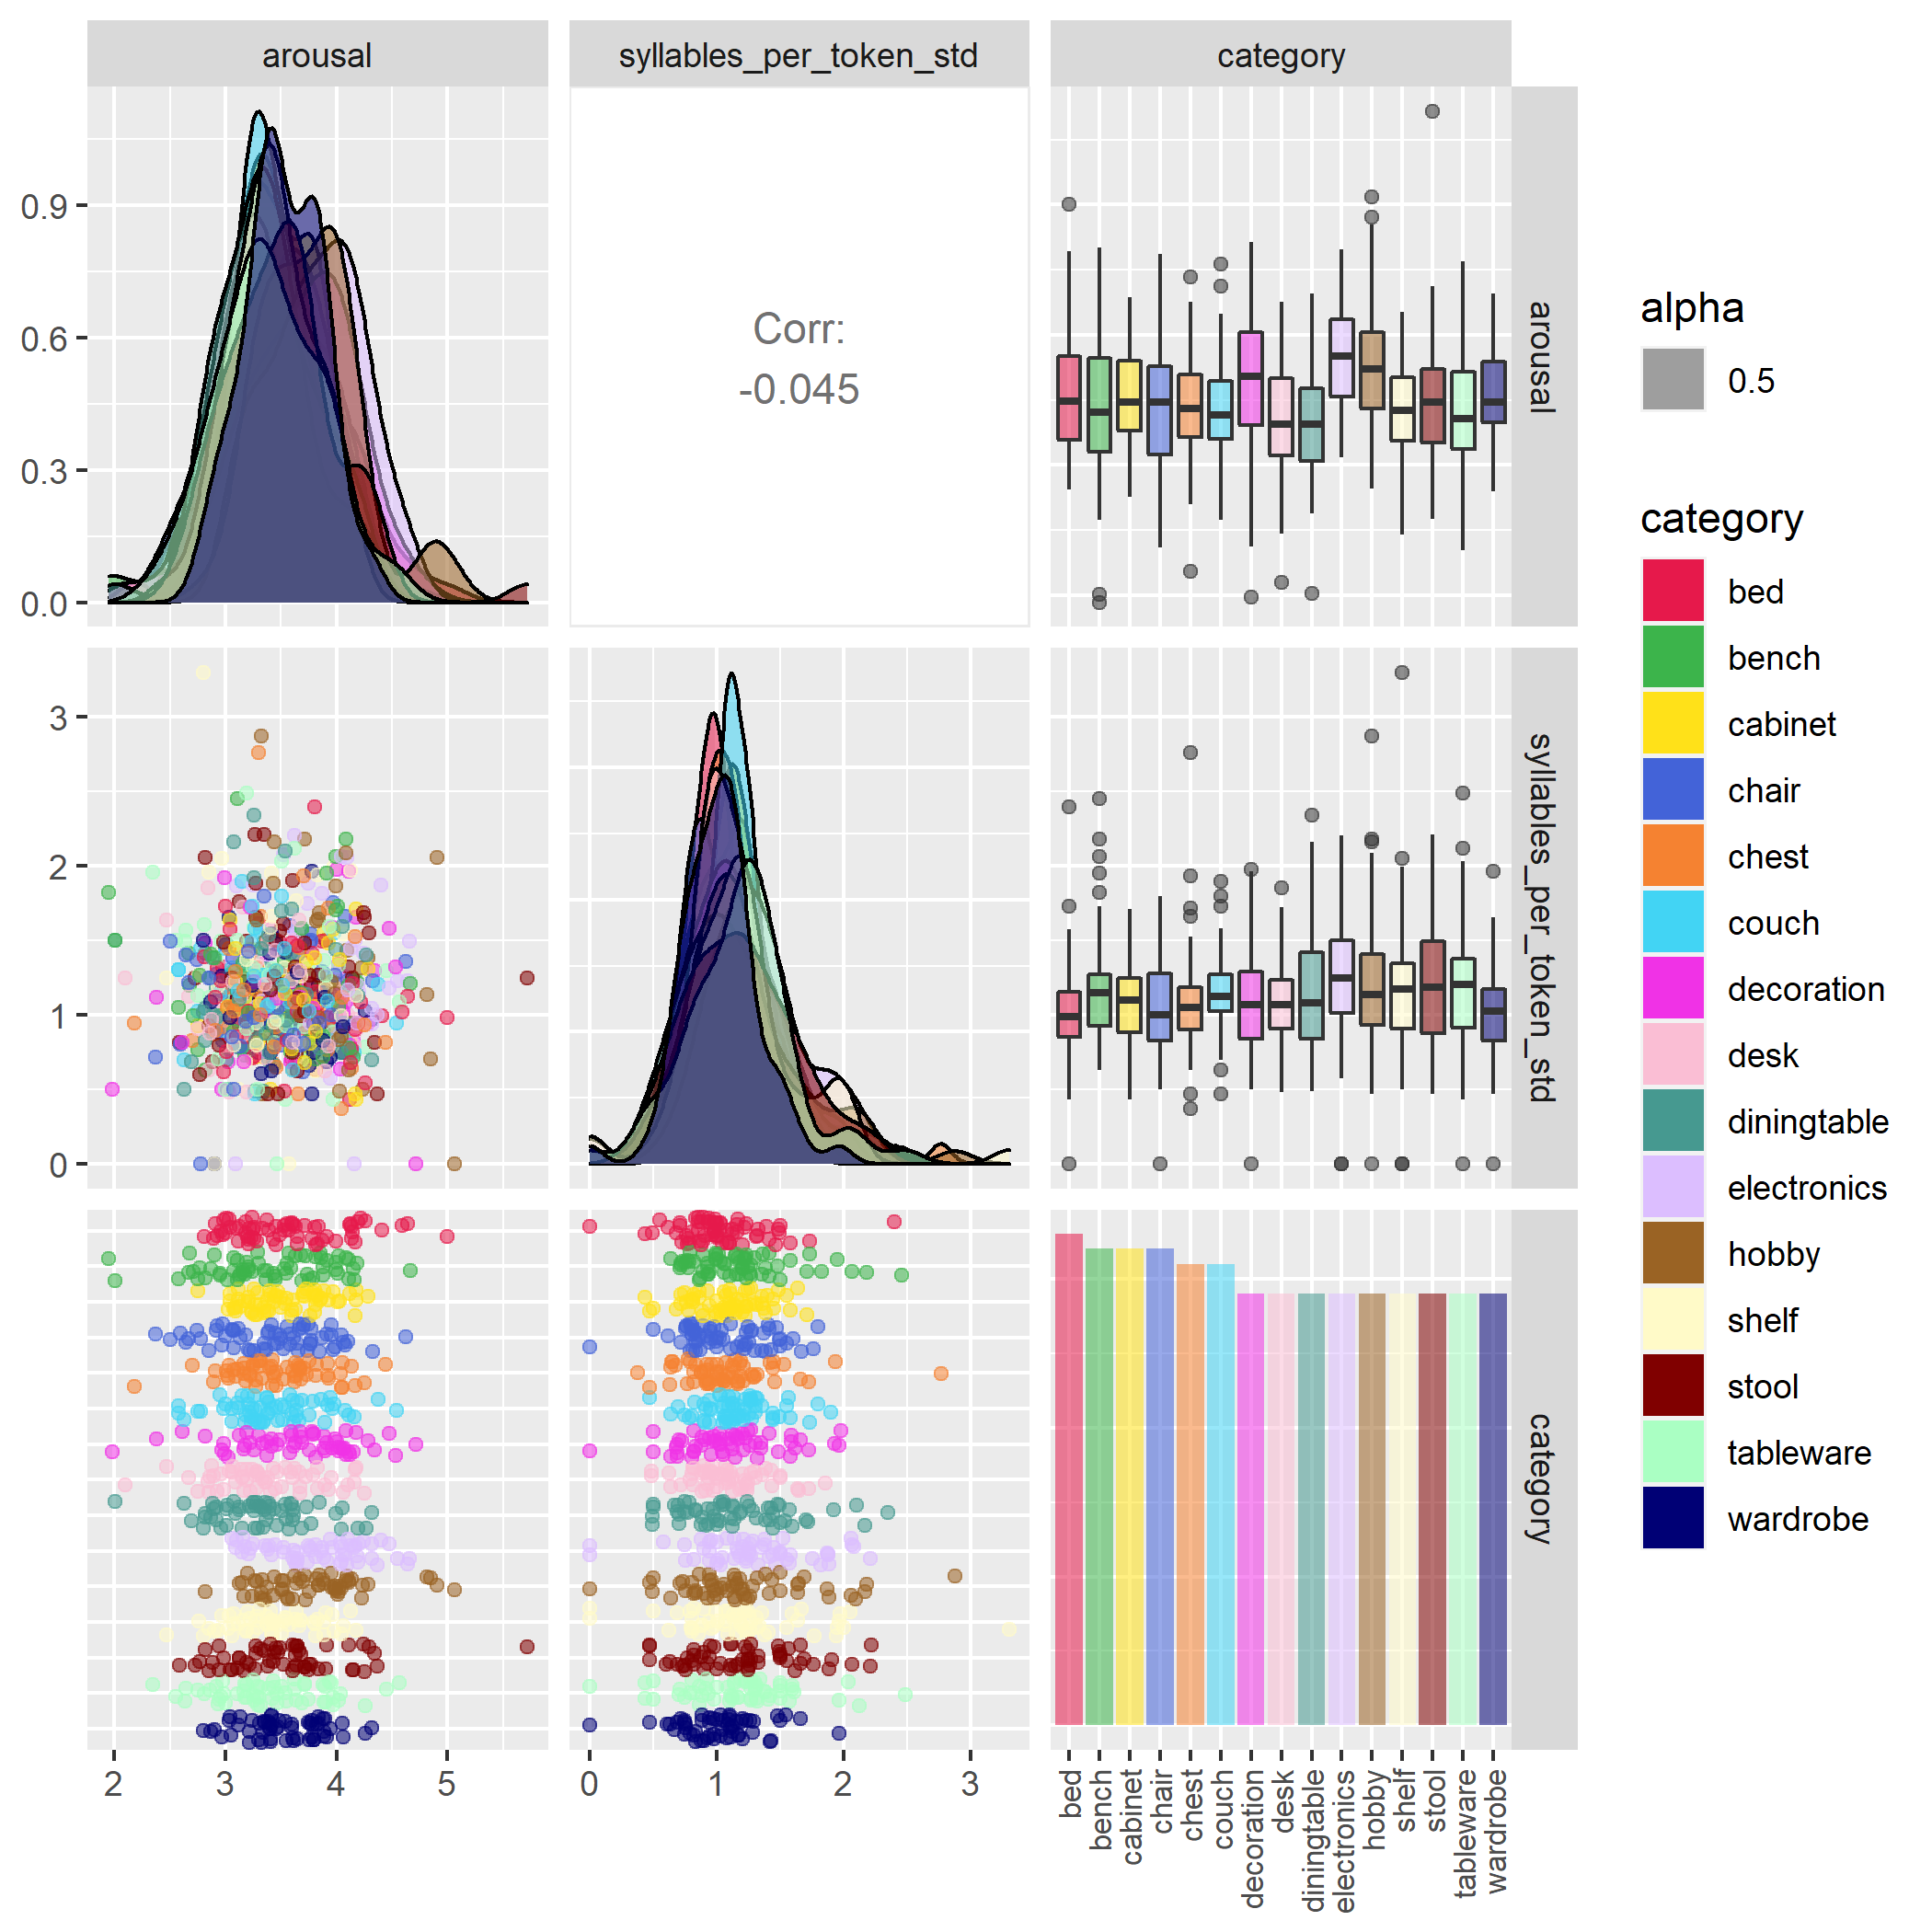 arousal
syllables_per_token_std
category
0.9
0.6
0.3
0.0
Corr:
-0.045
arousal
3
2
1
0
syllables_per_token_std
category
2
3
4
5
0
1
2
3
bed
bench
cabinet
chair
chest
couch
decoration
desk
diningtable
electronics
hobby
shelf
stool
tableware
wardrobe
alpha
0.5
category
bed
bench
cabinet
chair
chest
couch
decoration
desk
diningtable
electronics
hobby
shelf
stool
tableware
wardrobe